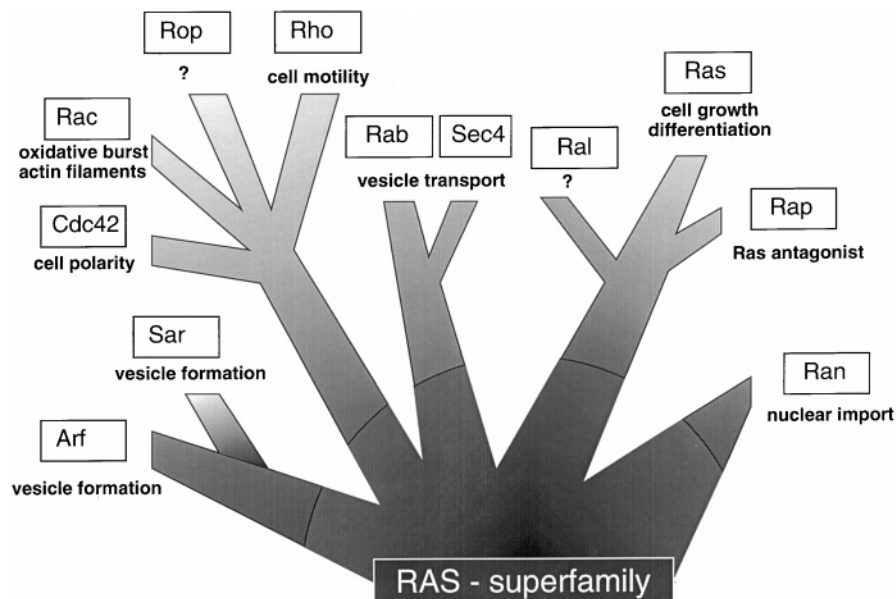 Rop
?
Rho
cell motility
Rac
oxidative burst
actin filaments
Cdc42
cell polarity
Sar
vesicle formation
Arf
vesicle formation
Rab
Sec4
vesicle transport
Ral
?
Ras
cell growth
differentiation
Rap
Ras antagonist
Ran
nuclear import
RAS - superfamily